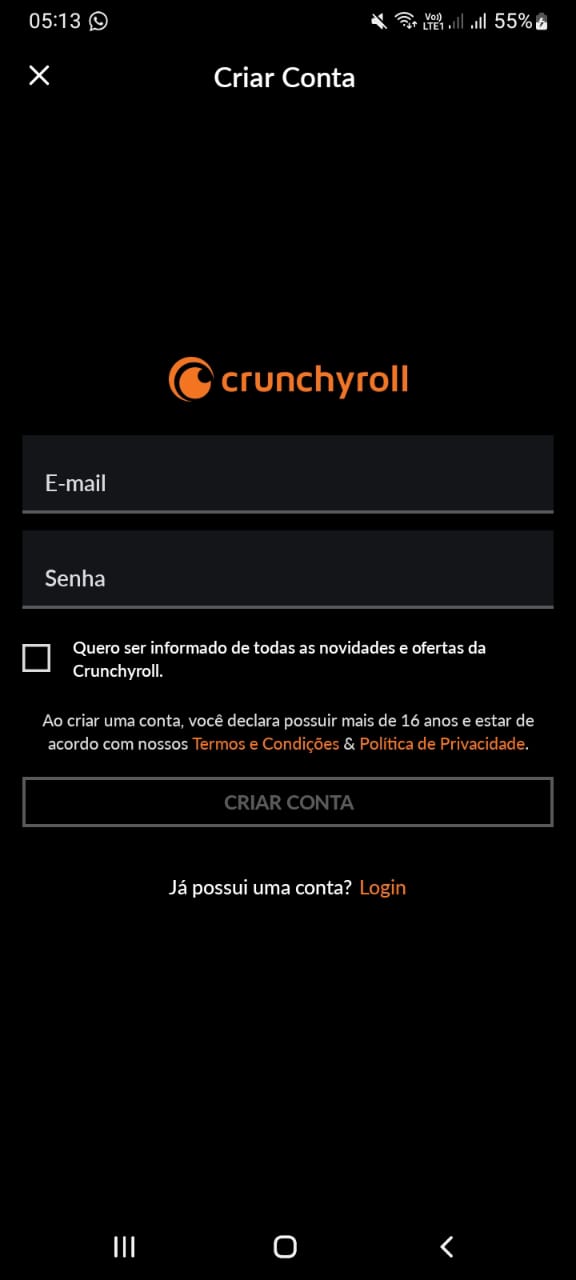 05:13
Vo)) LTE1 55%
Criar Conta
crunchyroll
E-mail
Senha
Quero ser informado de todas as novidades e ofertas da
Crunchyroll.
Ao criar uma conta, você declara possuir mais de 16 anos e estar de
acordo com nossos Termos e Condições & Política de Privacidade.
CRIAR CONTA
Já possui uma conta? Login